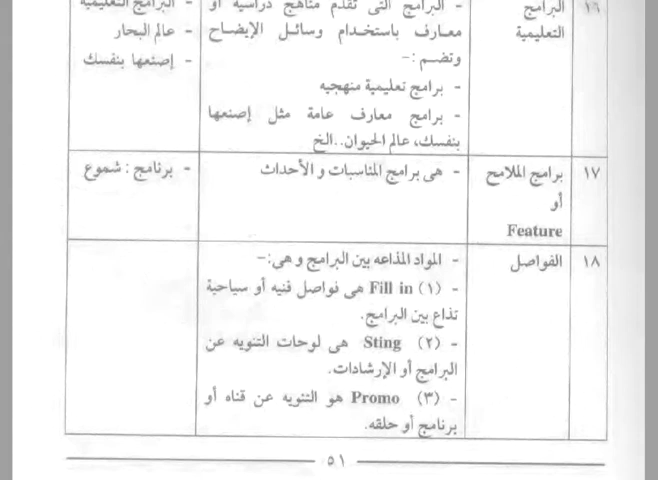 ١٦ البرامج - البرامج التى تقدم مناهج دراسية أو - البرامج التعليمية
التعليمية معارف باستخدام وسائل الإيضاح - عالم البحار
وتضم :- - إصنعها بنفسك
- برامج تعليمية منهجيه
- برامج معارف عامة مثل إصنعها
بنفسك، عالم الحيوان..الخ
١٧ برامج الملامح - هى برامج المناسبات و الأحداث - برنامج : شموع
أو
Feature
١٨ الفواصل - المواد المذاعه بين البرامج و هى:-
- (١) Fill in هى فواصل فنيه أو سياحية
تذاع بين البرامج.
- (٢) Sting هى لوحات التنويه عن
البرامج أو الإرشادات.
- (٣) Promo هو التنويه عن قناه أو
برنامج أو حلقه.
٥١